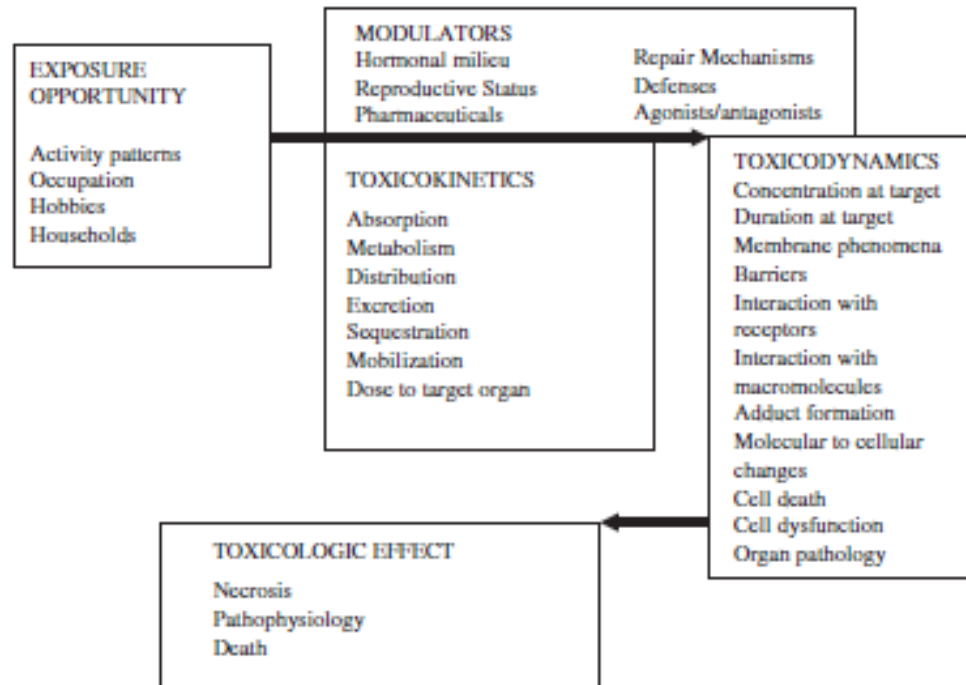 EXPOSURE
OPPORTUNITY
Activity patterns
Occupation
Hobbies
Households
MODULATORS
Hormonal milieu
Reproductive Status
Pharmaceuticals
Repair Mechanisms
Defenses
Agonists/antagonists
TOXICOKINETICS
Absorption
Metabolism
Distribution
Excretion
Sequestration
Mobilization
Dose to target organ
TOXICODYNAMICS
Concentration at target
Duration at target
Membrane phenomena
Barriers
Interaction with
receptors
Interaction with
macromolecules
Adduct formation
Molecular to cellular
changes
Cell death
Cell dysfunction
Organ pathology
TOXICOLOGIC EFFECT
Necrosis
Pathophysiology
Death